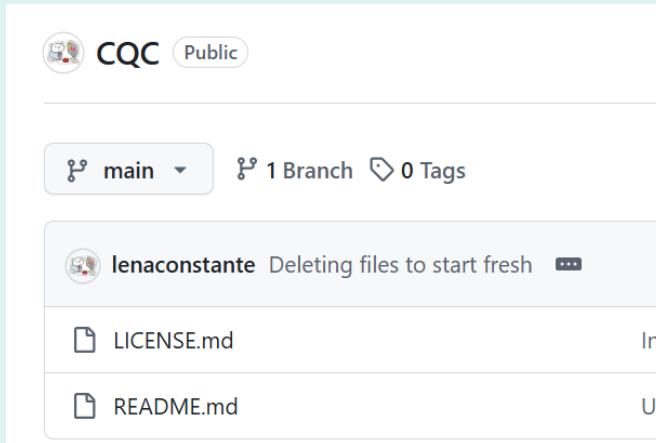 CQC Public
main 1 Branch 0 Tags
lenaconstante Deleting files to start fresh
LICENSE.md
README.md